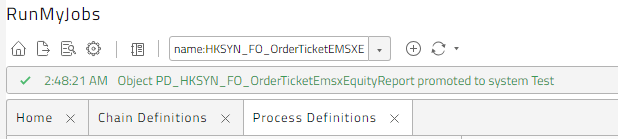 RunMyJobs
name:HKSYN_FO_OrderTicketEMSXE
2:48:21 AM Object PD_HKSYN_FO_OrderTicketEmsxEquityReport promoted to system Test
Home Chain Definitions Process Definitions